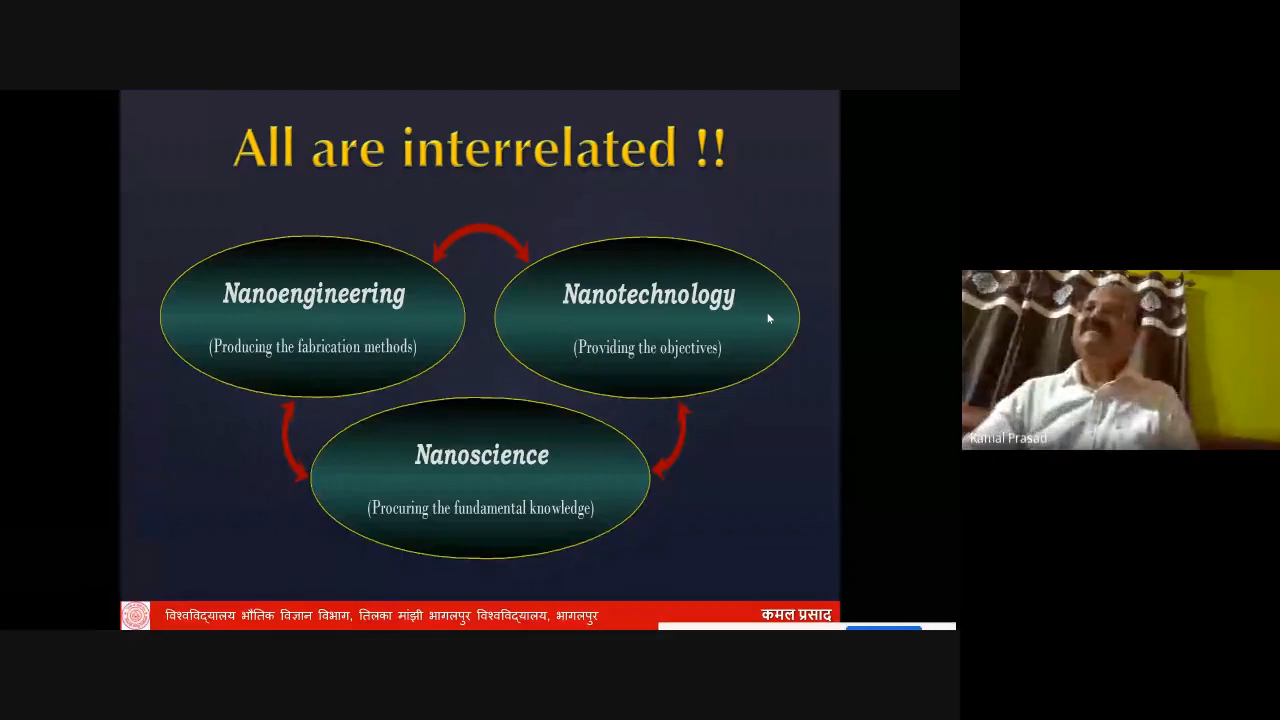 All are interrelated !!
Nanoengineering
(Producing the fabrication methods)
Nanotechnology
(Providing the objectives)
Nanoscience
(Procuring the fundamental knowledge)
विश्वविद्यालय भौतिक विज्ञान विभाग, तिलका मांझी भागलपुर विश्वविद्यालय, भागलपुर
कमल प्रसाद
Kamal Prasad